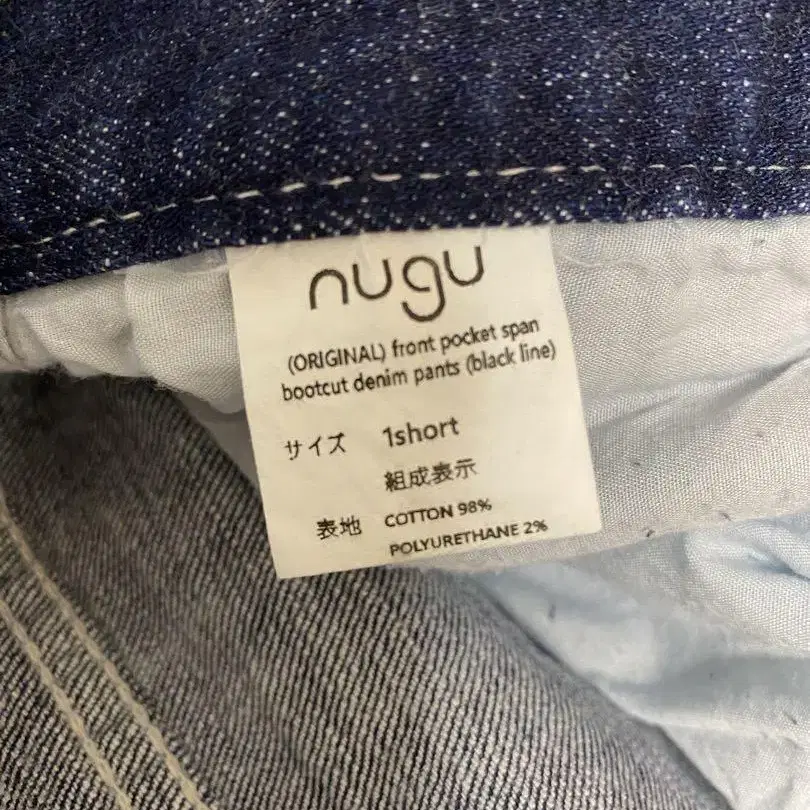 nugu
(ORIGINAL) front pocket span
bootcut denim pants (black line)
サイズ 1short
組成表示
表地 COTTON 98%
POLYURETHANE 2%